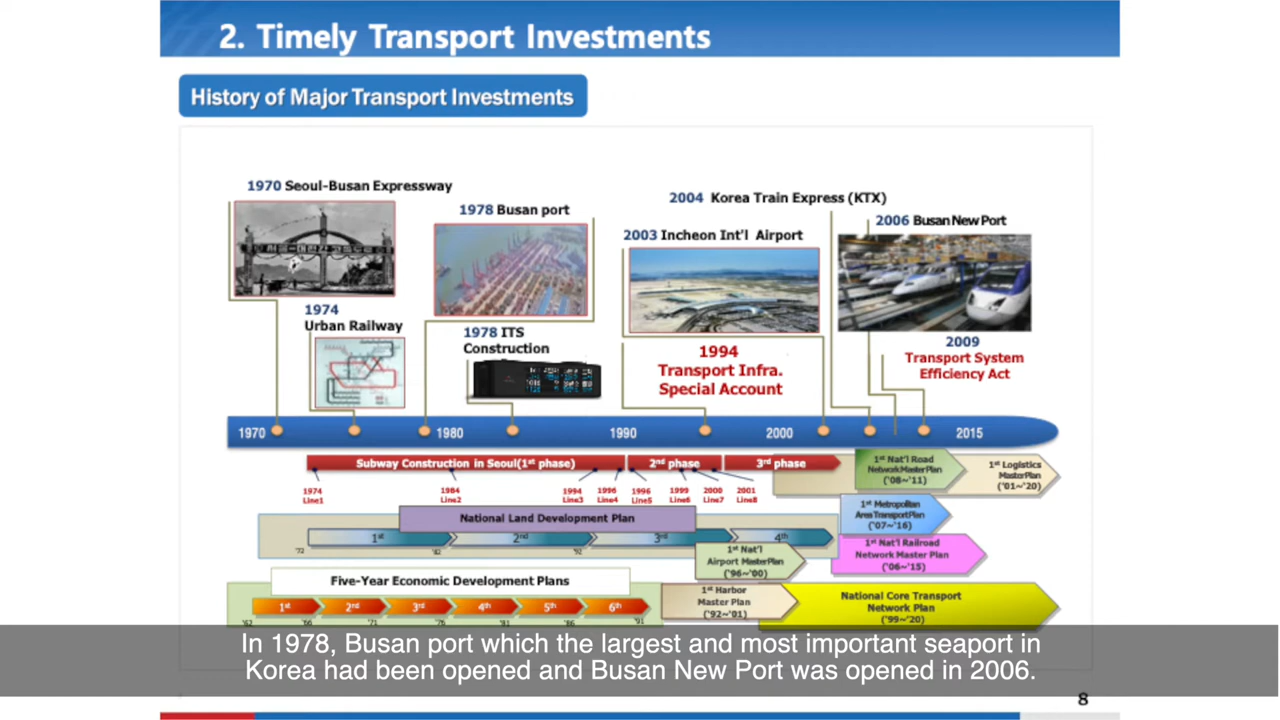 2. Timely Transport Investments
History of Major Transport Investments
1970 Seoul-Busan Expressway
1978 Busan port
2004 Korea Train Express (KTX)
2006 Busan New Port
2003 Incheon Int'l Airport
1974
Urban Railway
1978 ITS
Construction
1994
Transport Infra.
Special Account
2009
Transport System
Efficiency Act
1970 1980 1990 2000 2015
Subway Construction in Seoul(1st phase) 2nd phase 3rd phase
1974
Line1
1984
Line2
1994
Line3
1996
Line4
1996
Line5
1999
Line6
2000
Line7
2001
Line8
1st Nat'l Road
Network Master Plan
('08~'11)
1st Logistics
Master Plan
('01~'20)
1st Metropolitan
Area Transport Plan
('07~'16)
National Land Development Plan
1st 2nd 3rd 4th
'72 '82 '92
1st Nat'l
Airport Master Plan
('96~'00)
1st Nat'l Railroad
Network Master Plan
('06~'15)
Five-Year Economic Development Plans
1st 2nd 3rd 4th 5th 6th
'62 '66 '71 '76 '81 '86 '91
1st Harbor
Master Plan
('92~'01)
National Core Transport
Network Plan
('99~'20)
In 1978, Busan port which the largest and most important seaport in
Korea had been opened and Busan New Port was opened in 2006.
8